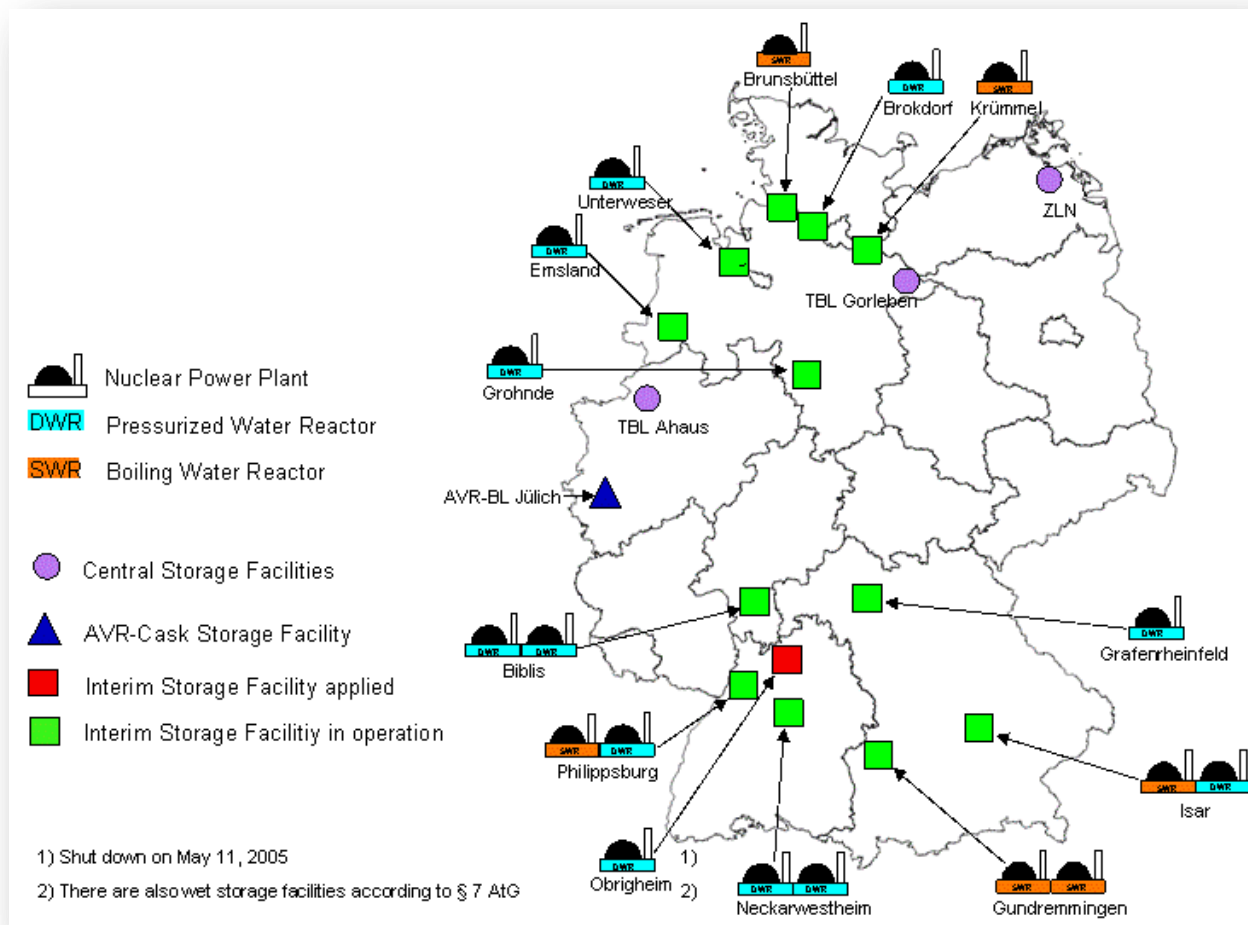 SWR
Brunsbüttel
DWR
Brokdorf
SWR
Krümmel
DWR
Unterweser
ZLN
DWR
Emsland
TBL Gorleben
DWR
Grohnde
TBL Ahaus
Nuclear Power Plant
DWR Pressurized Water Reactor
SWR Boiling Water Reactor
AVR-BL Jülich
Central Storage Facilities
AVR-Cask Storage Facility
Interim Storage Facility applied
Interim Storage Facilitiy in operation
DWR DWR
Biblis
DWR
Grafenrheinfeld
SWR DWR
Philippsburg
SWR DWR
Isar
DWR
Obrigheim 1)
2)
DWR DWR
Neckarwestheim
SWR SWR
Gundremmingen
1) Shut down on May 11, 2005
2) There are also wet storage facilities according to § 7 AtG